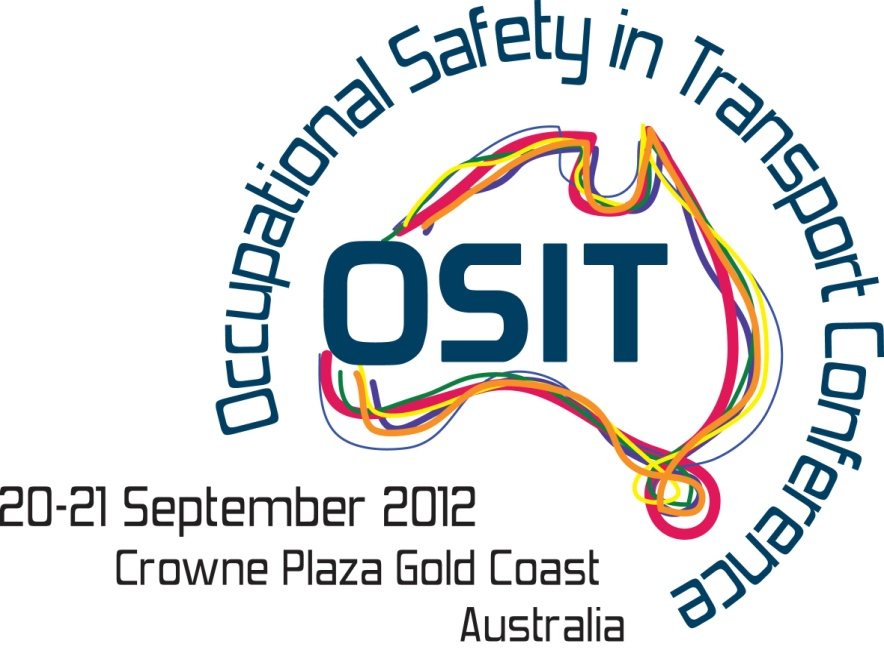 Occupational Safety in Transport Conference
OSIT
20-21 September 2012
Crowne Plaza Gold Coast
Australia